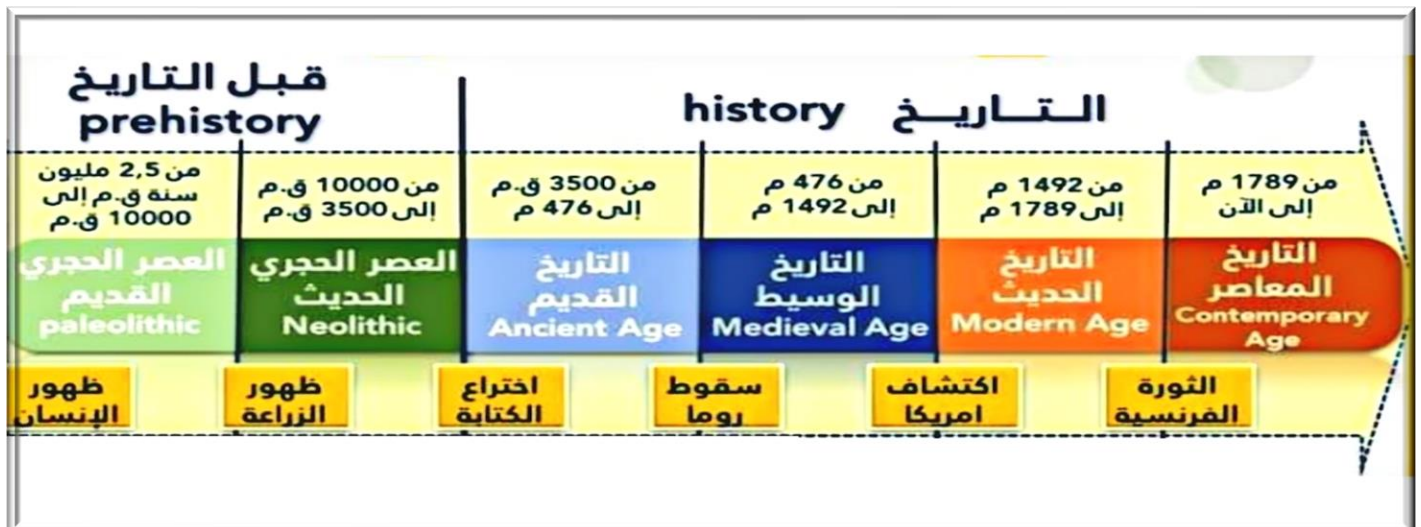 قبل التاريخ
prehistory
التاريخ history
من 2,5 مليون
سنة ق.م إلى
10000 ق.م
من 10000 ق.م
إلى 3500 ق.م
من 3500 ق.م
إلى 476 م
من 476 م
إلى 1492 م
من 1492 م
إلى 1789 م
من 1789 م
إلى الآن
العصر الحجري
القديم
paleolithic
العصر الحجري
الحديث
Neolithic
التاريخ
القديم
Ancient Age
التاريخ
الوسيط
Medieval Age
التاريخ
الحديث
Modern Age
التاريخ
المعاصر
Contemporary
Age
ظهور
الإنسان
ظهور
الزراعة
اختراع
الكتابة
سقوط
روما
اكتشاف
امريكا
الثورة
الفرنسية